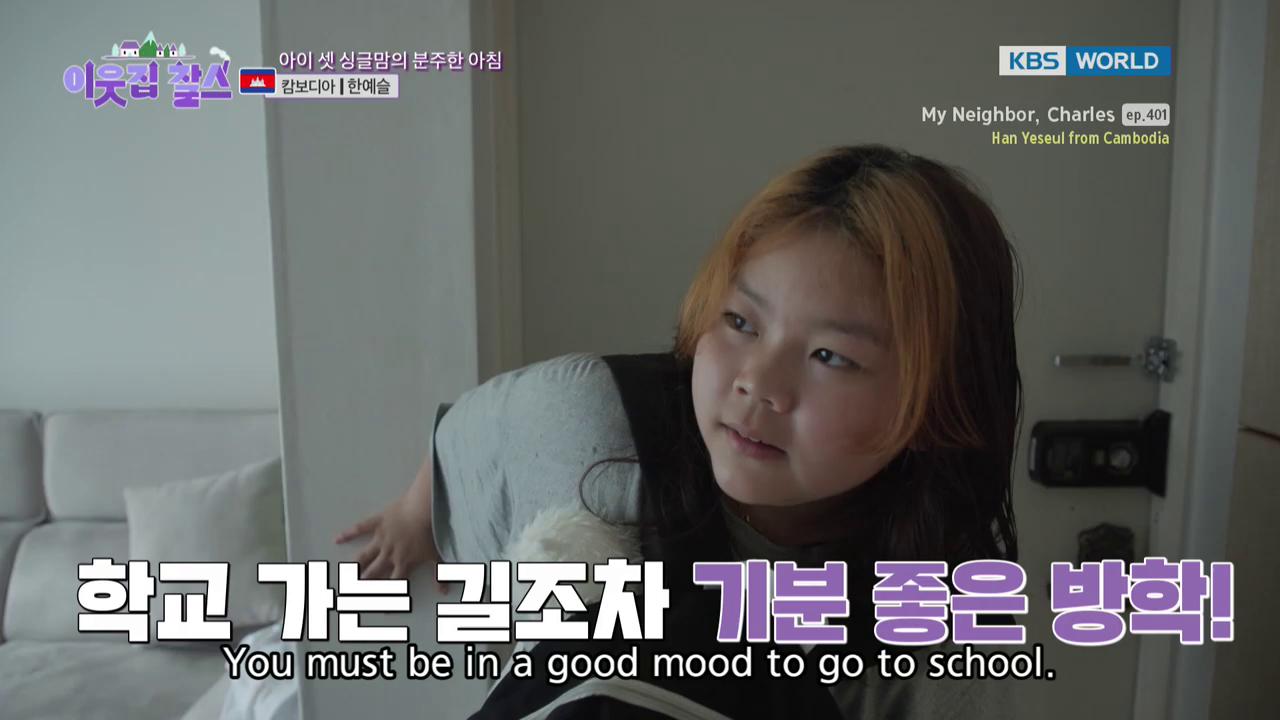 이웃집 찰스
아이 셋 싱글맘의 분주한 아침
캄보디아 | 한예슬
KBS WORLD
My Neighbor, Charles ep.401
Han Yeseul from Cambodia
학교 가는 길조차 기분 좋은 방학!
You must be in a good mood to go to school.